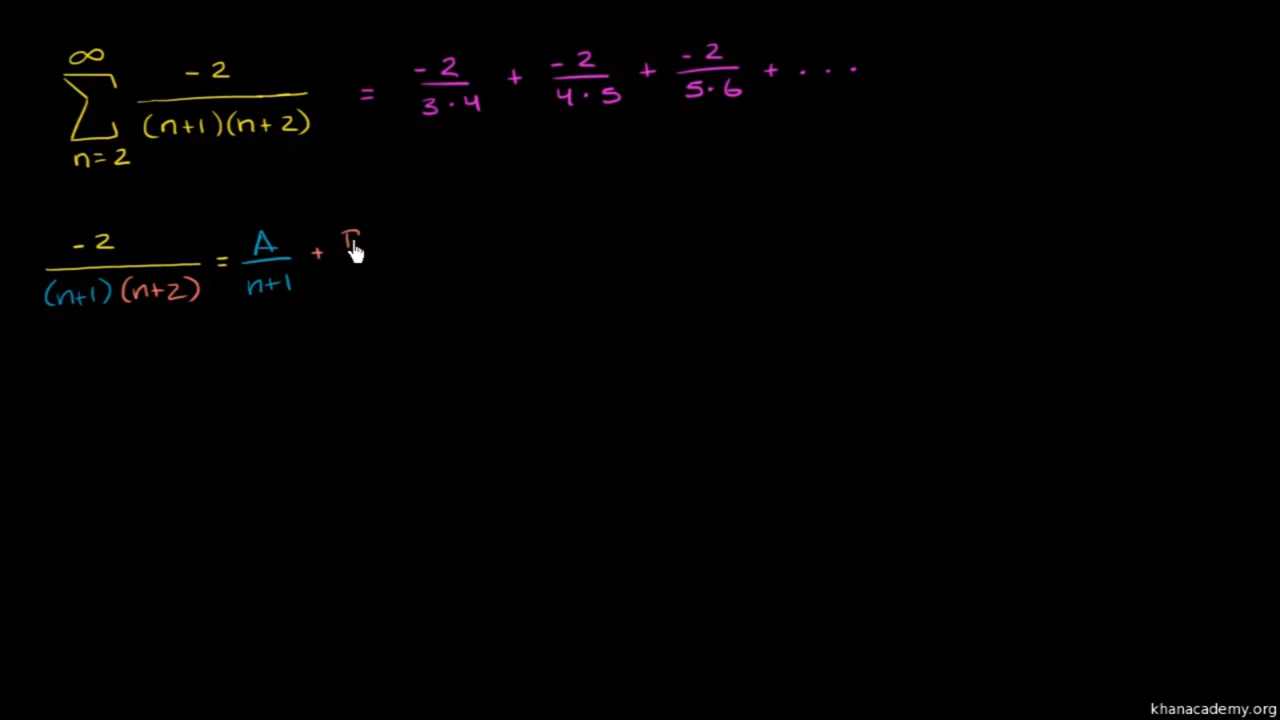 ∑_{n=2}^{∞} -2/((n+1)(n+2)) = -2/(3·4) + -2/(4·5) + -2/(5·6) + ...
-2/((n+1)(n+2)) = A/(n+1) +
khanacademy.org